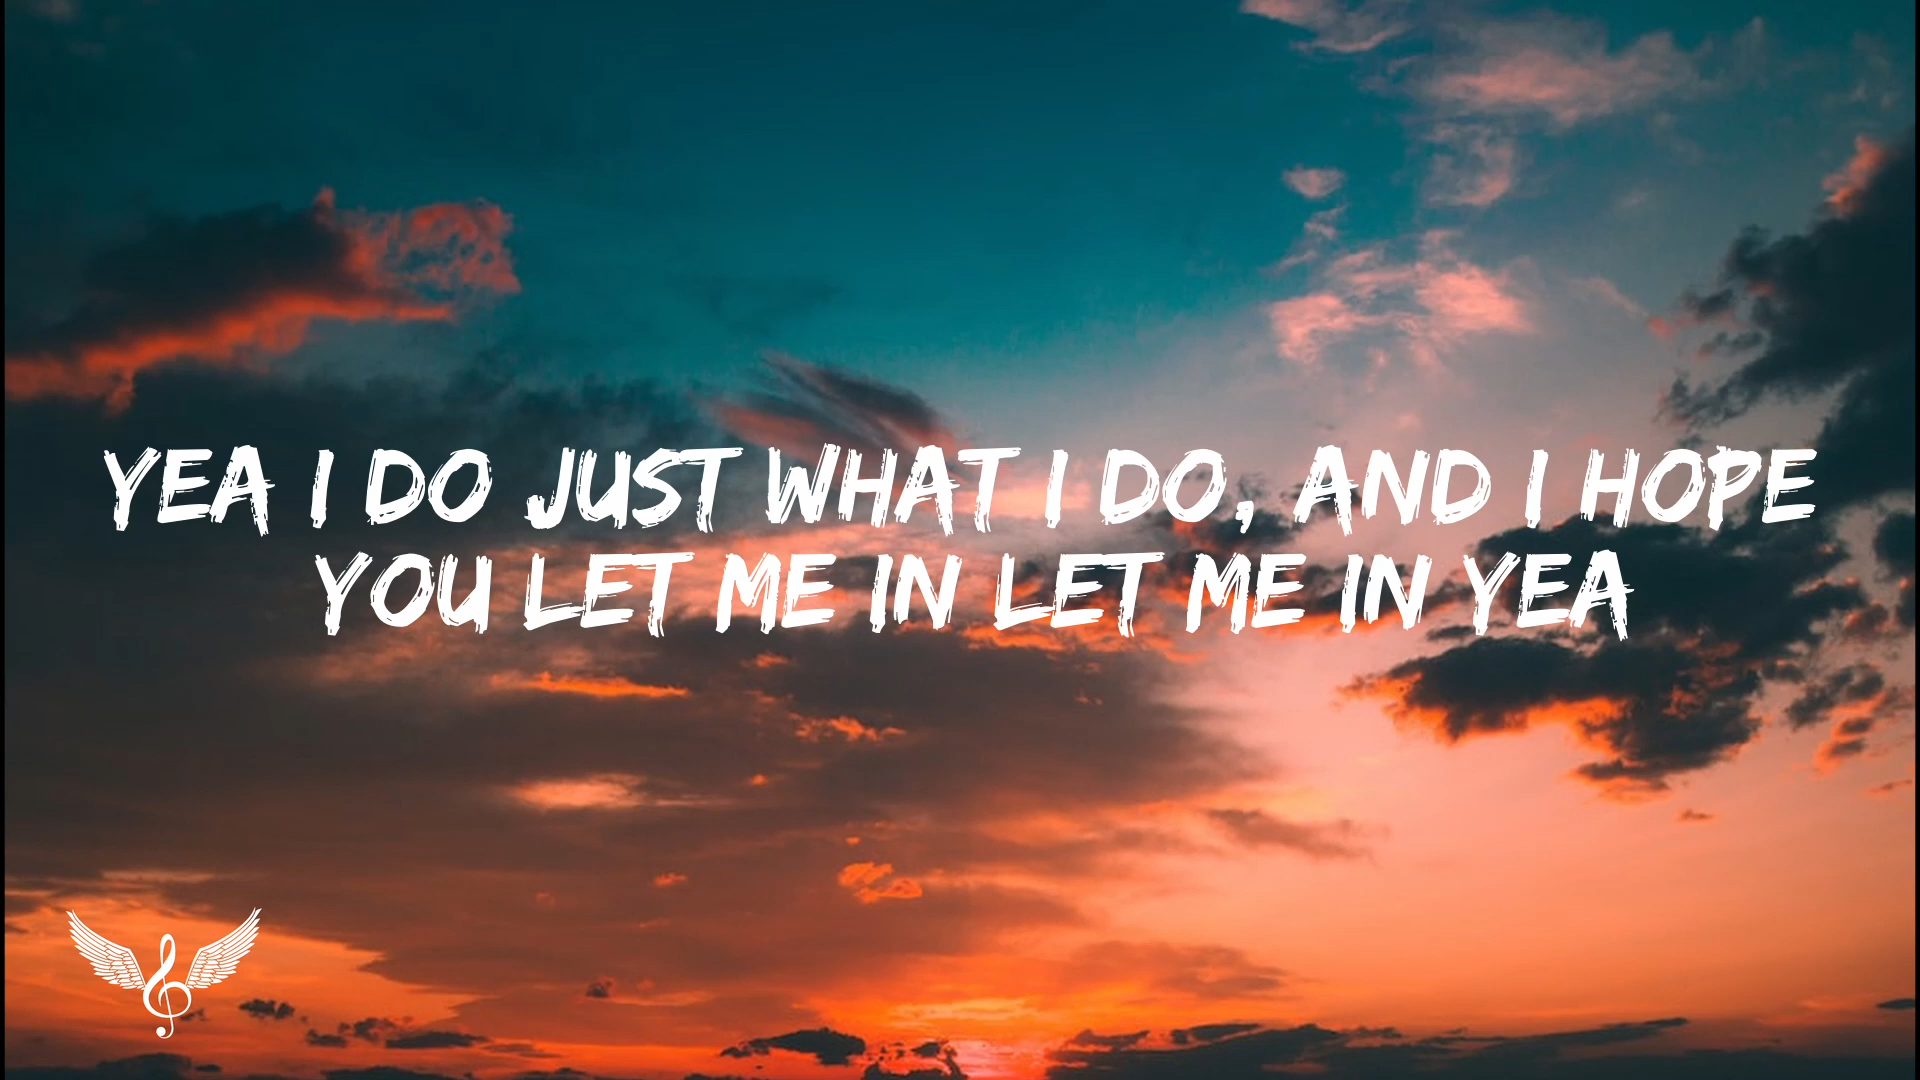 YEA I DO JUST WHAT I DO, AND I HOPE
YOU LET ME IN LET ME IN YEA